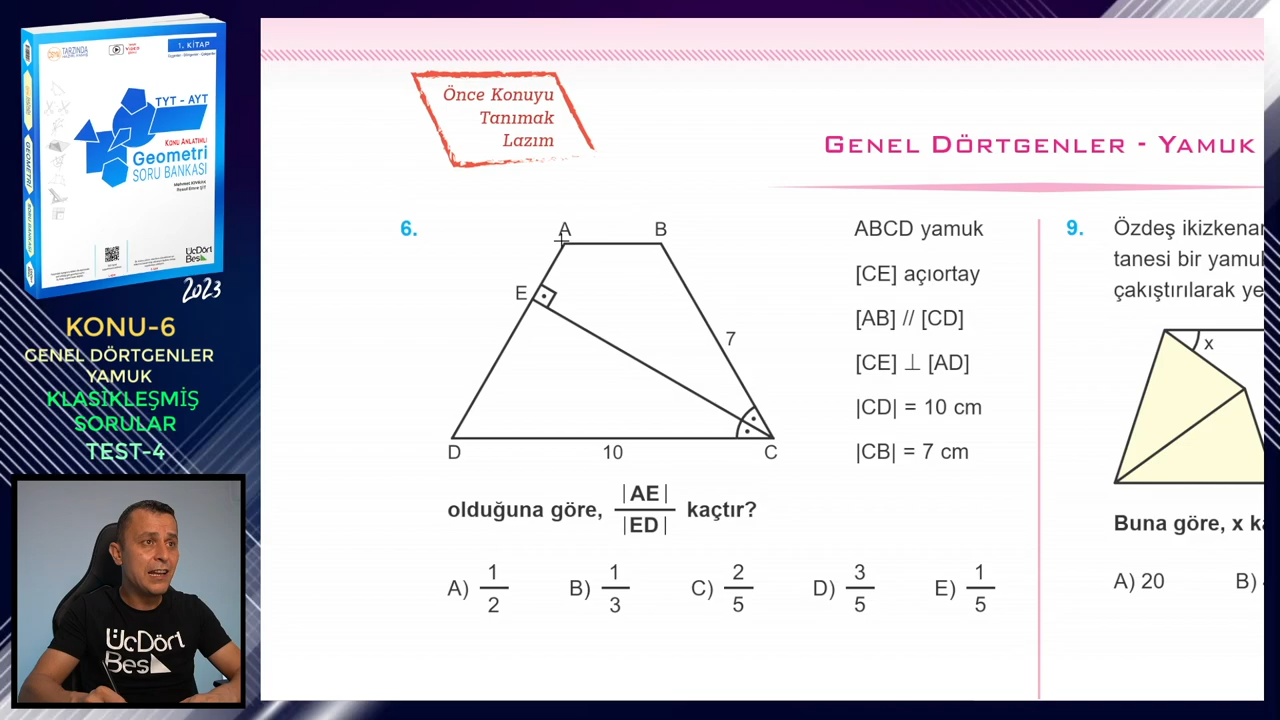 1. KİTAP
TYT - AYT
KONU ANLATIMLI
Geometri
SORU BANKASI
GEOMETRİ
ÜçDört
Beş
2023
KONU-6
GENEL DÖRTGENLER
YAMUK
KLASİKLEŞMİŞ
SORULAR
TEST-4
ÜçDört
Beş
Önce Konuyu
Tanımak
Lazım
GENEL DÖRTGENLER - YAMUK
6.
A
B
E
7
D
10
C
ABCD yamuk
[CE] açıortay
[AB] // [CD]
[CE] ⊥ [AD]
|CD| = 10 cm
|CB| = 7 cm
olduğuna göre, |AE| / |ED| kaçtır?
A) 1/2 B) 1/3 C) 2/5 D) 3/5 E) 1/5
9. Özdeş ikizkenar
tanesi bir yamu
çakıştırılarak ye
x
Buna göre, x ka
A) 20 B)